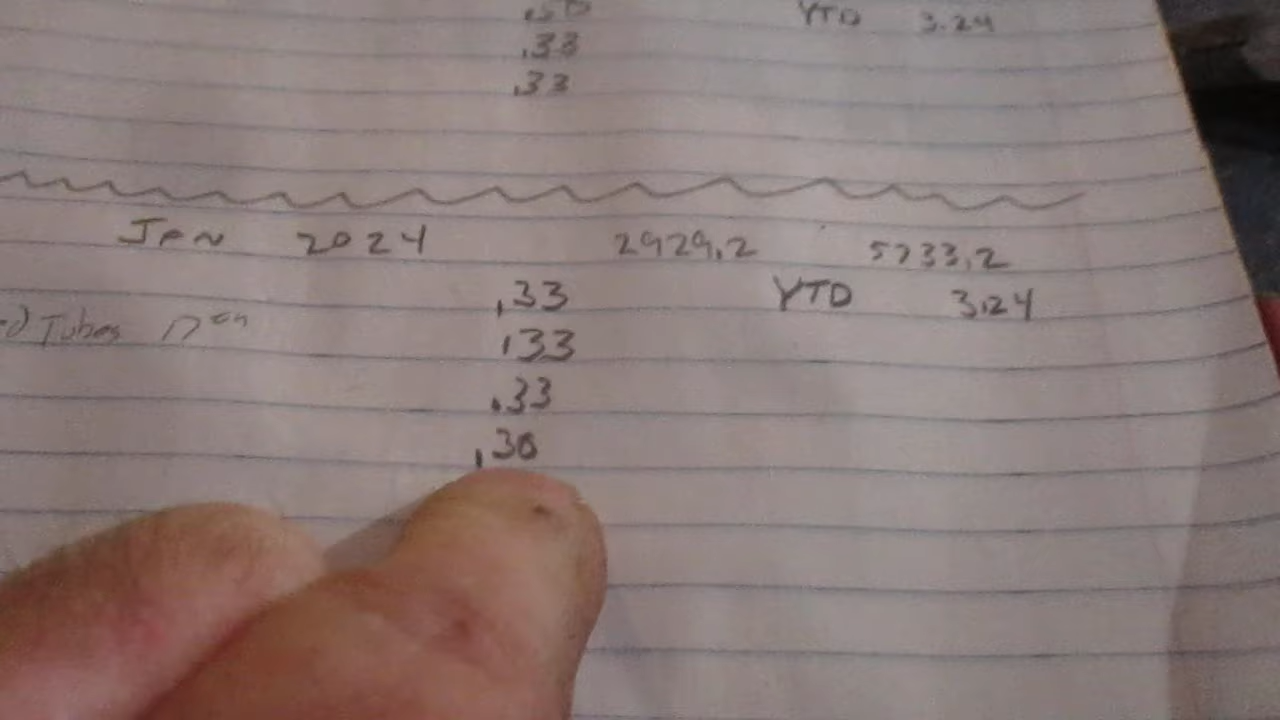 .50 YTD 3.24
.33
.33
JAN 2024 2929.2 5733.2
.33 YTD 3.24
Tubes
.33
.33
.30